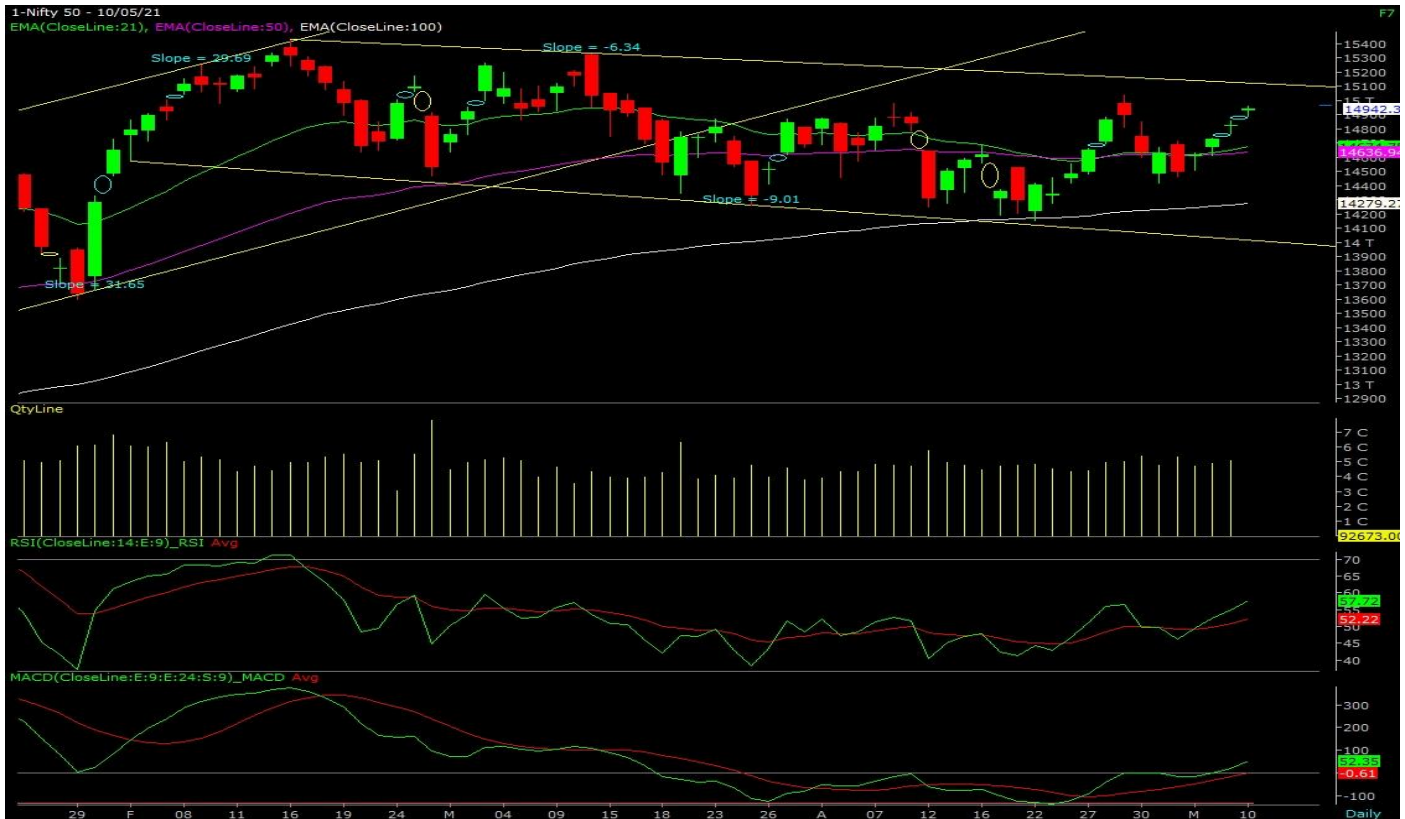 1-Nifty 50 - 10/05/21
F7
EMA(CloseLine:21), EMA(CloseLine:50), EMA(CloseLine:100)
Slope = 29.69
Slope = -6.34
Slope = -9.01
Slope = 31.65
15400
15300
15200
15100
15 T
14942.3
14900
14800
14636.94
14500
14400
14279.27
14200
14100
14 T
13900
13800
13700
13600
13500
13400
13300
13200
13100
13 T
12900
QtyLine
7 C
6 C
5 C
4 C
3 C
2 C
1 C
92673.00
RSI(CloseLine:14:E:9)_RSI Avg
70
65
60
57.72
55
52.22
50
45
40
MACD(CloseLine:E:9:E:24:S:9)_MACD Avg
300
200
100
52.35
-0.61
-100
29 F 08 11 16 19 24 M 04 09 15 18 23 26 A 07 12 16 22 27 30 M 10
Daily